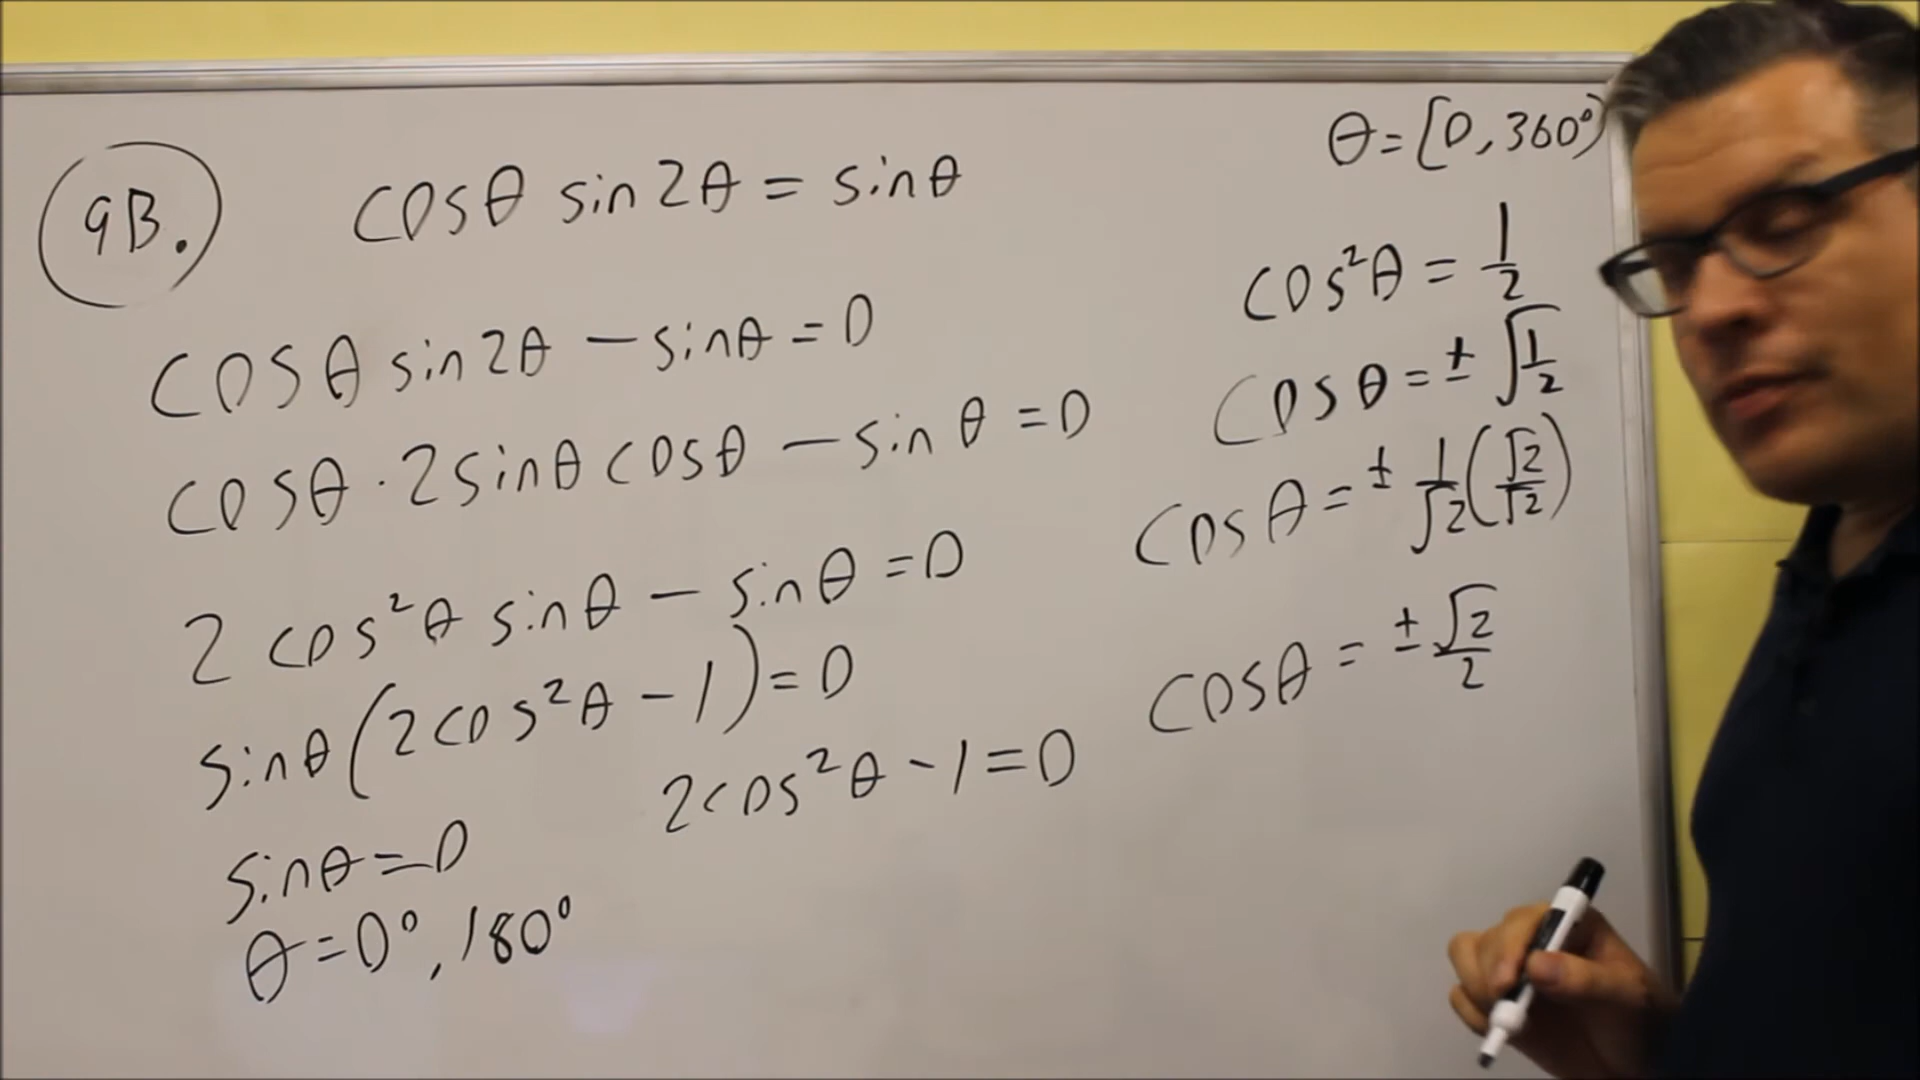 9B.
cosθ sin2θ = sinθ
cosθ sin2θ − sinθ = 0
cosθ · 2sinθ cosθ − sinθ = 0
2 cos²θ sinθ − sinθ = 0
sinθ(2cos²θ − 1) = 0
sinθ = 0
2cos²θ − 1 = 0
θ = 0°, 180°
θ = [0, 360°)
cos²θ = 1/2
cosθ = ± √(1/2)
cosθ = ± 1/√2 (√2/√2)
cosθ = ± √2/2